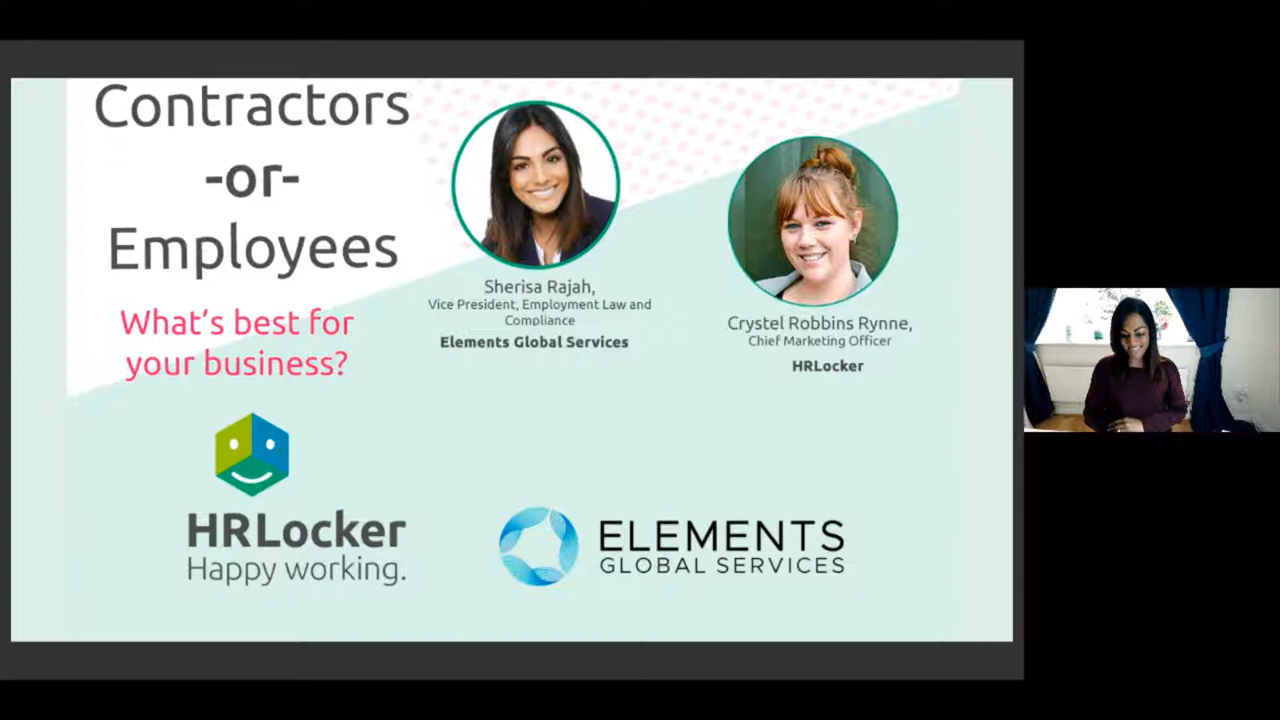 Contractors
-or-
Employees
What's best for
your business?
Sherisa Rajah,
Vice President, Employment Law and
Compliance
Elements Global Services
Crystel Robbins Rynne,
Chief Marketing Officer
HRLocker
HRLocker
Happy working.
ELEMENTS
GLOBAL SERVICES